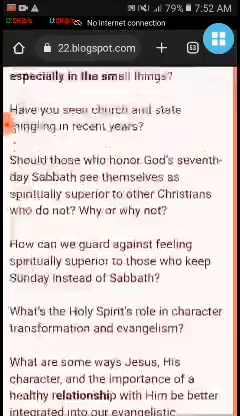 79% 7:52 AM
No internet connection
22.blogspot.com
especially in the small things?
Have you seen church and state
mingling in recent years?
Should those who honor God's seventh-
day Sabbath see themselves as
spiritually superior to other Christians
who do not? Why or why not?
How can we guard against feeling
spiritually superior to those who keep
Sunday instead of Sabbath?
What's the Holy Spirit's role in character
transformation and evangelism?
What are some ways Jesus, His
character, and the importance of a
healthy relationship with Him be better
integrated into our evangelistic